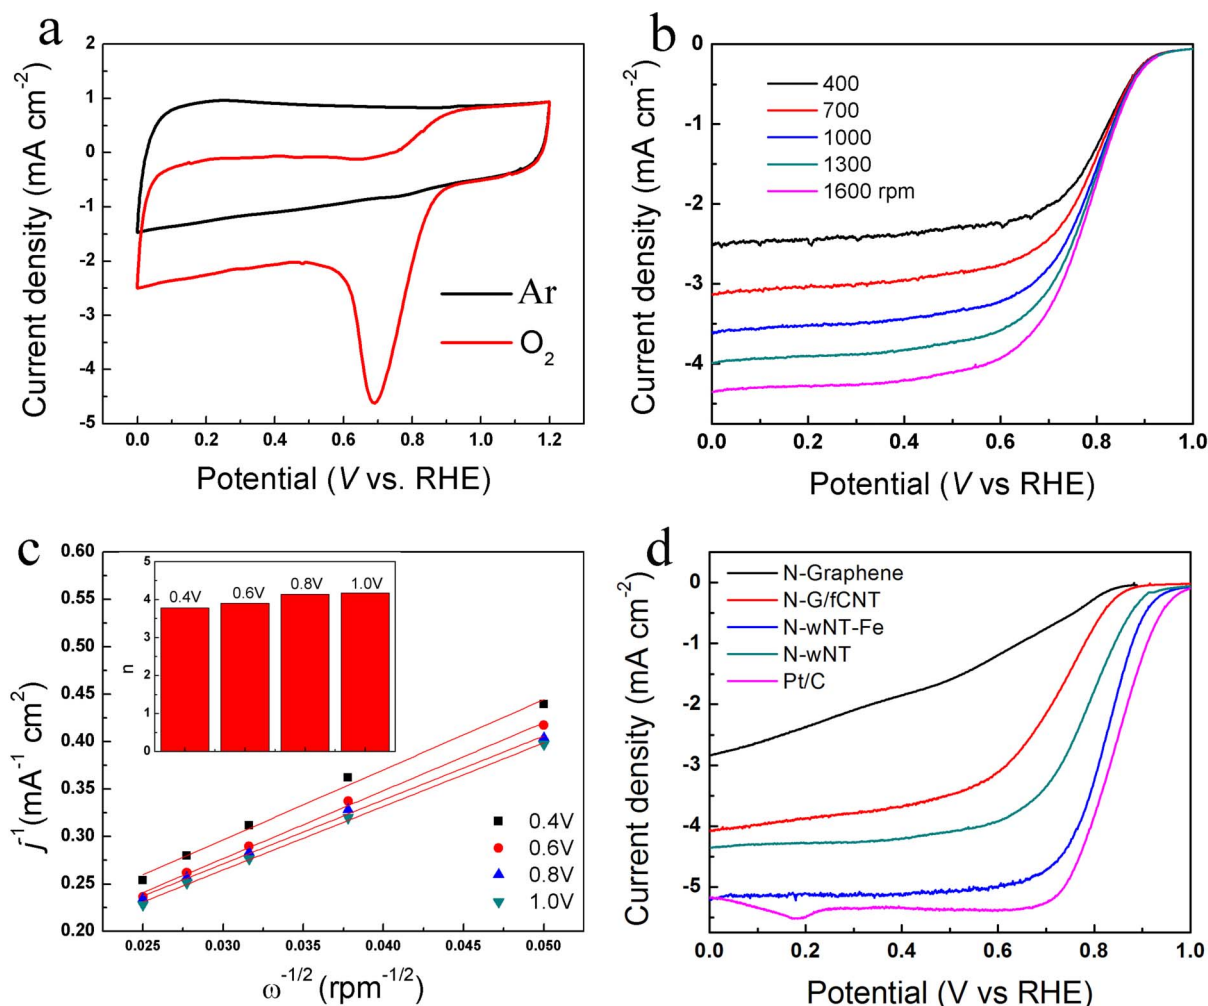 a
2
1
0
-1
-2
-3
-4
-5
Current density (mA cm⁻²)
Ar
O₂
0.0 0.2 0.4 0.6 0.8 1.0 1.2
Potential (V vs. RHE)
b
0
-1
-2
-3
-4
Current density (mA cm⁻²)
400
700
1000
1300
1600 rpm
0.0 0.2 0.4 0.6 0.8 1.0
Potential (V vs RHE)
c
0.60
0.55
0.50
0.45
0.40
0.35
0.30
0.25
0.20
j⁻¹(mA⁻¹ cm²)
5
4
3
2
1
0
n
0.4V 0.6V 0.8V 1.0V
0.4V
0.6V
0.8V
1.0V
0.025 0.030 0.035 0.040 0.045 0.050
ω⁻¹/² (rpm⁻¹/²)
d
0
-1
-2
-3
-4
-5
Current density (mA cm⁻²)
N-Graphene
N-G/fCNT
N-wNT-Fe
N-wNT
Pt/C
0.0 0.2 0.4 0.6 0.8 1.0
Potential (V vs RHE)